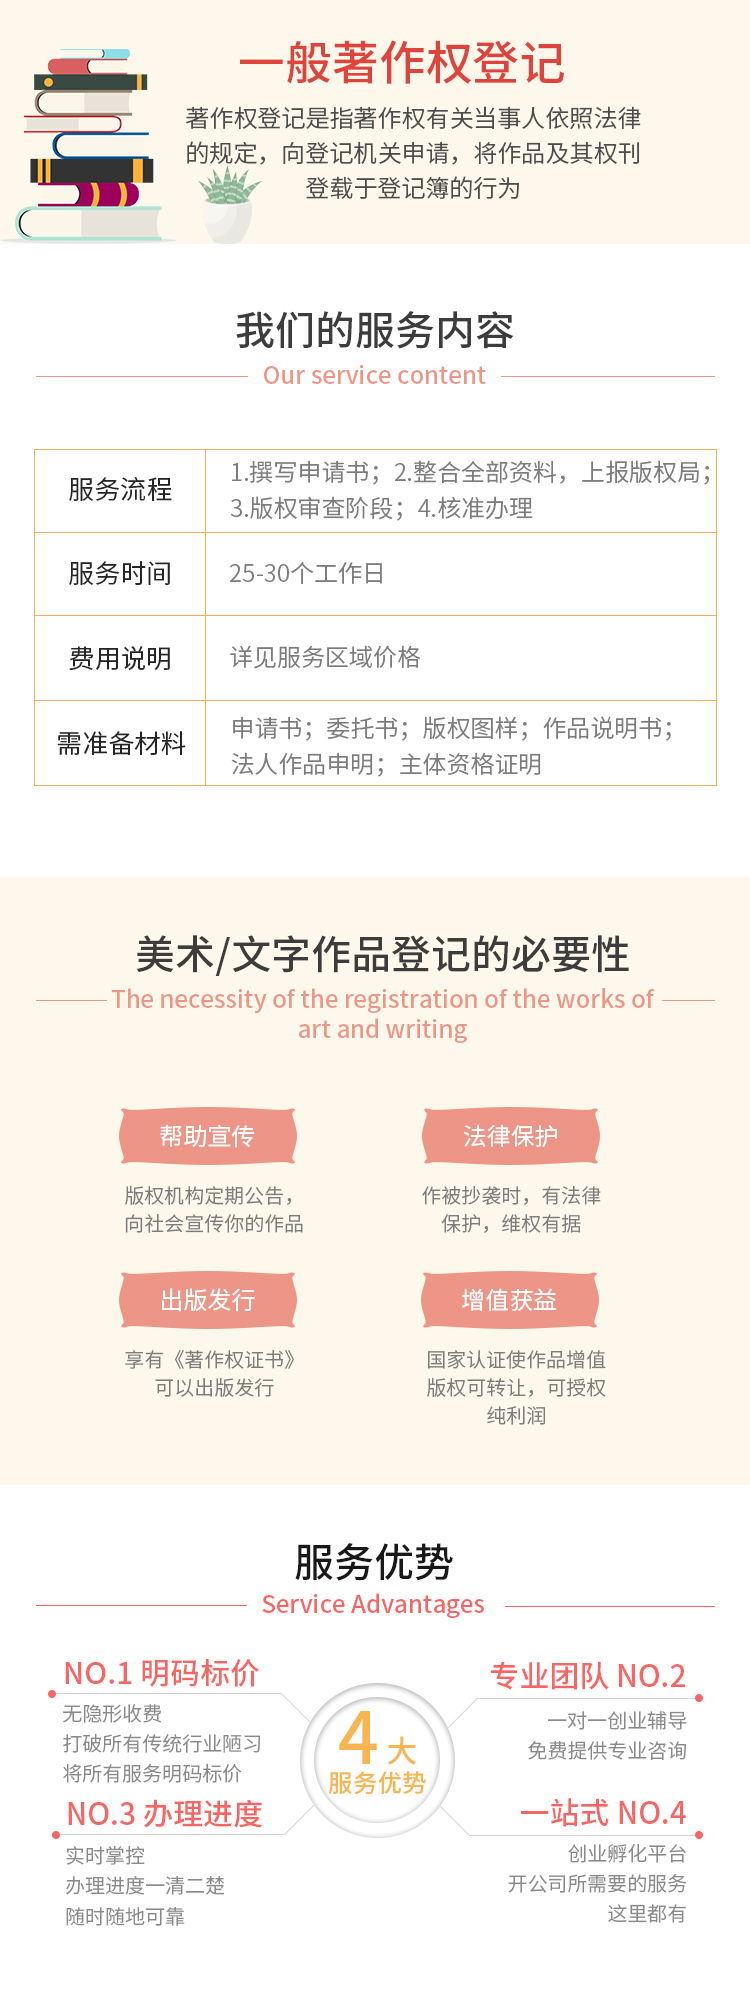 一般著作权登记
著作权登记是指著作权有关当事人依照法律
的规定，向登记机关申请，将作品及其权刊
登载于登记簿的行为
我们的服务内容
Our service content
服务流程
1.撰写申请书；2.整合全部资料，上报版权局；
3.版权审查阶段；4.核准办理
服务时间
25-30个工作日
费用说明
详见服务区域价格
需准备材料
申请书；委托书；版权图样；作品说明书；
法人作品申明；主体资格证明
美术/文字作品登记的必要性
The necessity of the registration of the works of
art and writing
帮助宣传
版权机构定期公告，
向社会宣传你的作品
法律保护
作被抄袭时，有法律
保护，维权有据
出版发行
享有《著作权证书》
可以出版发行
增值获益
国家认证使作品增值
版权可转让，可授权
纯利润
服务优势
Service Advantages
NO.1 明码标价
无隐形收费
打破所有传统行业陋习
将所有服务明码标价
专业团队 NO.2
一对一创业辅导
免费提供专业咨询
4大
服务优势
NO.3 办理进度
实时掌控
办理进度一清二楚
随时随地可靠
一站式 NO.4
创业孵化平台
开公司所需要的服务
这里都有